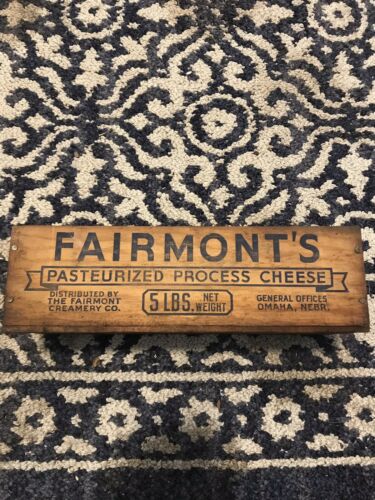 FAIRMONT'S
PASTEURIZED PROCESS CHEESE
DISTRIBUTED BY
THE FAIRMONT
CREAMERY CO.
5 LBS. NET WEIGHT
GENERAL OFFICES
OMAHA, NEBR.